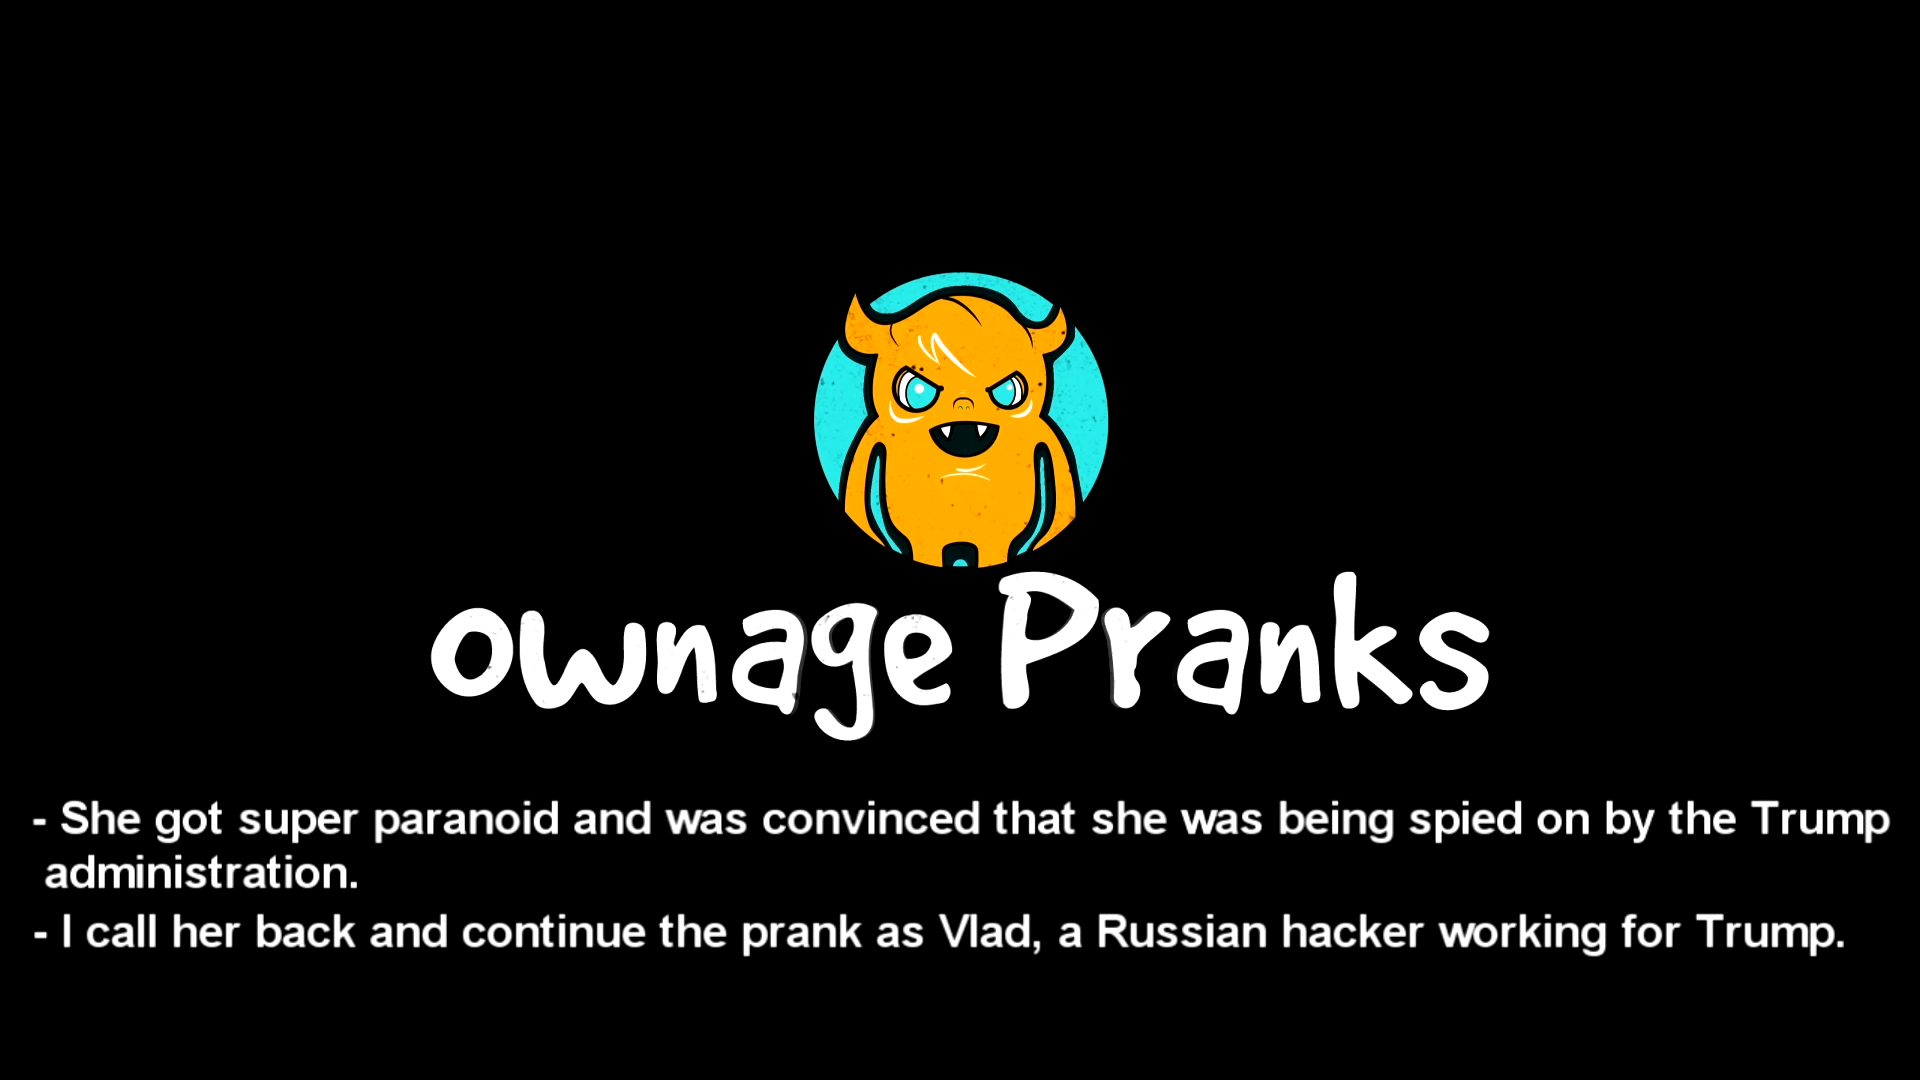 ownage Pranks
- She got super paranoid and was convinced that she was being spied on by the Trump
administration.
- I call her back and continue the prank as Vlad, a Russian hacker working for Trump.